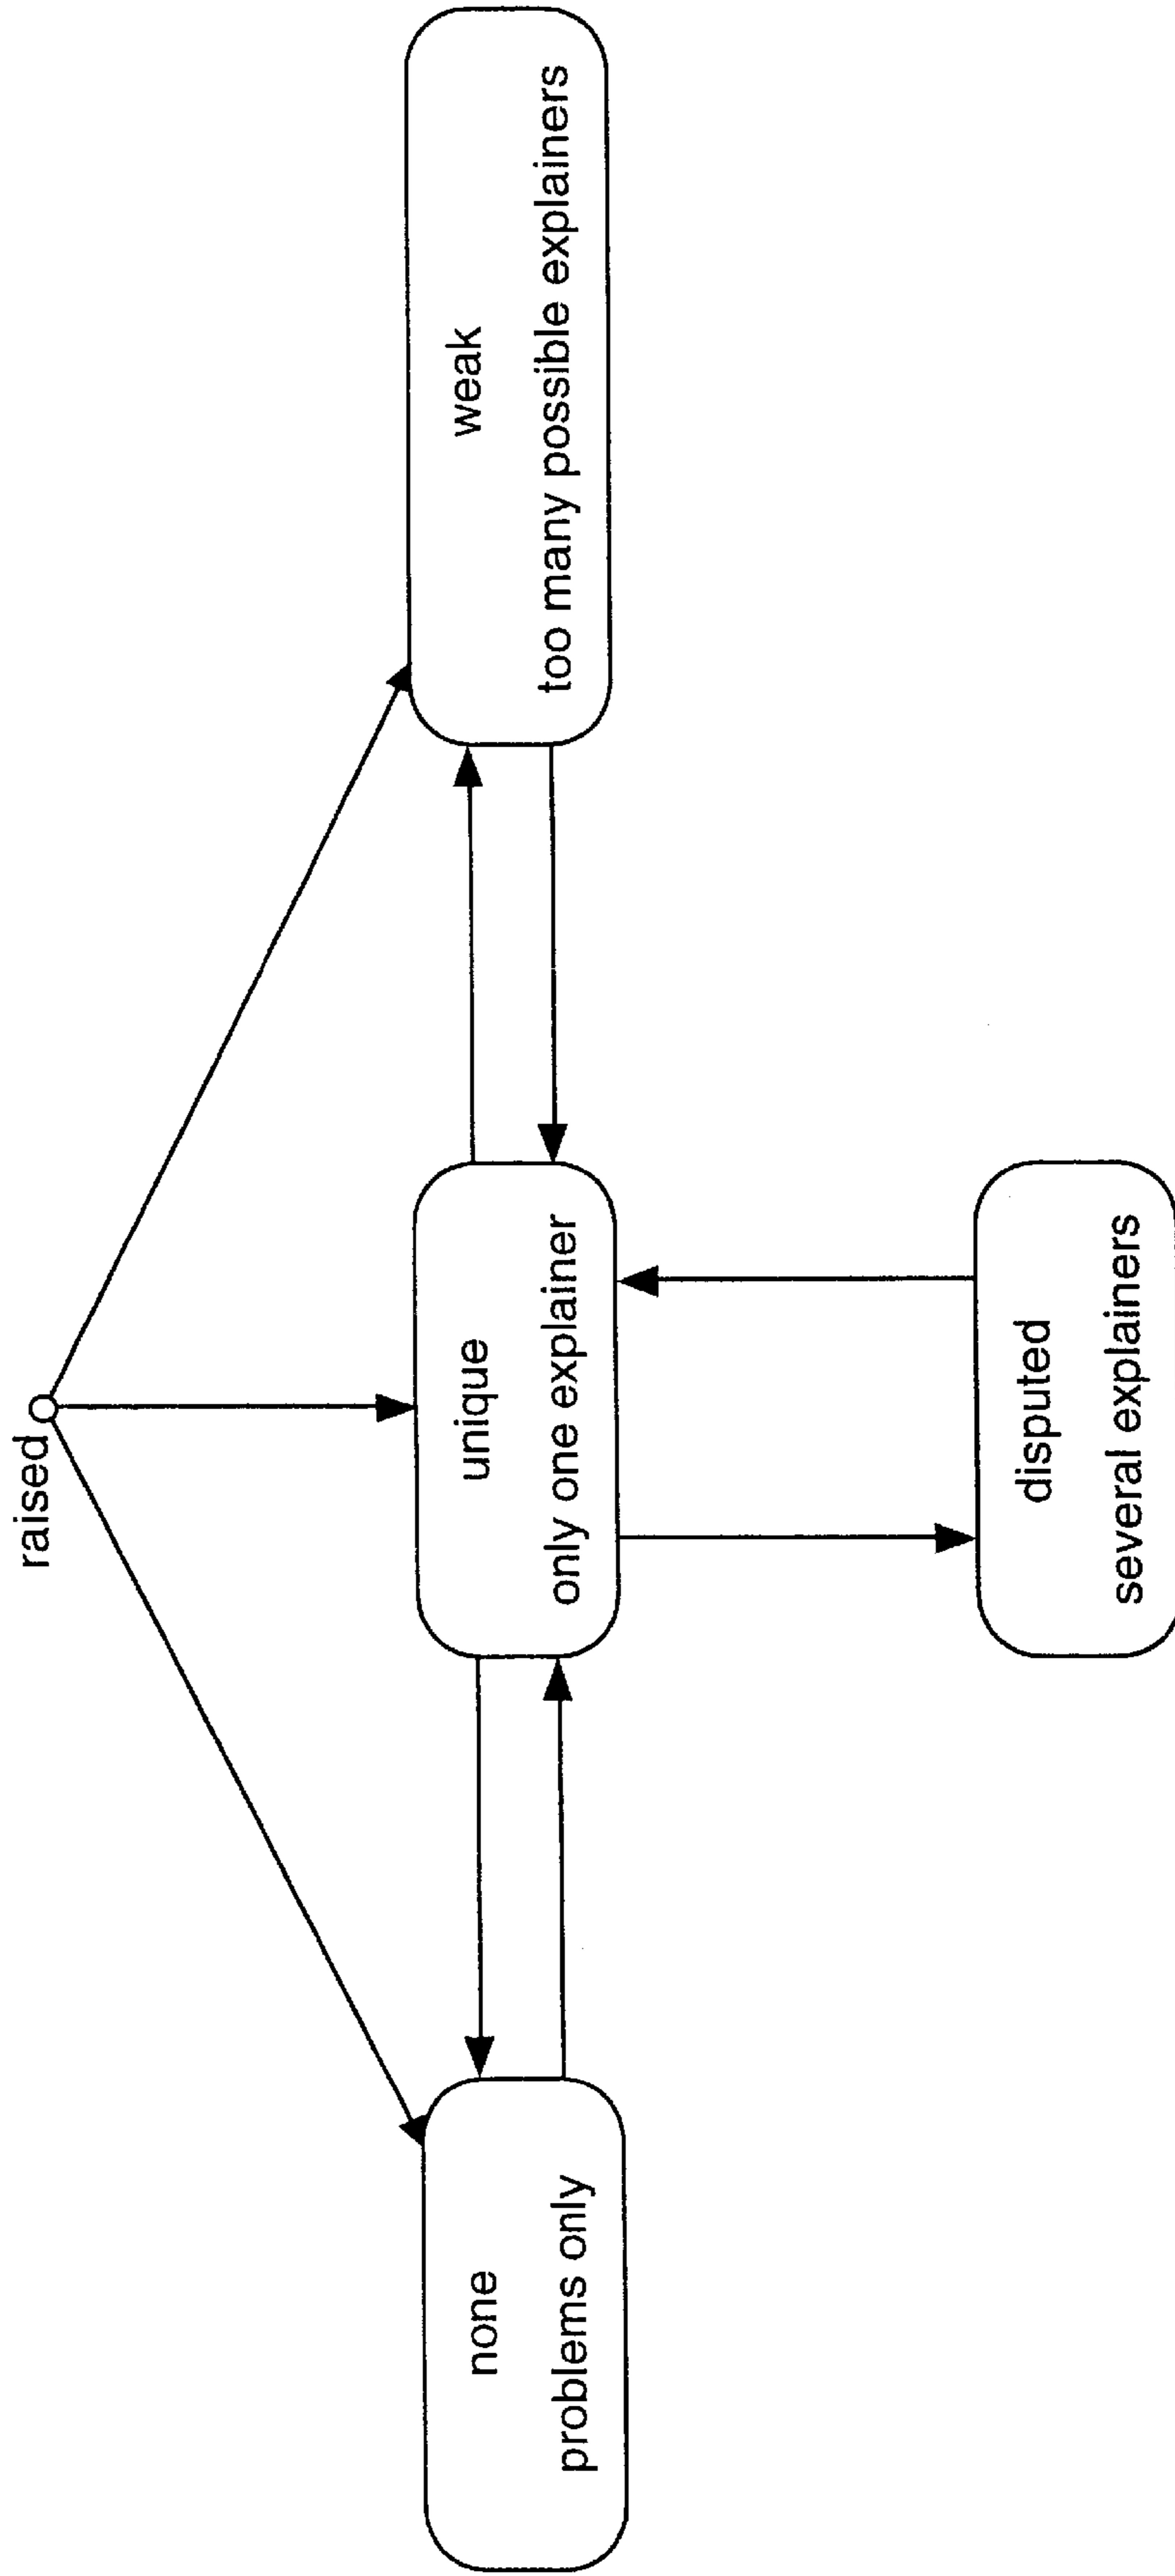 raised
none
problems only
unique
only one explainer
weak
too many possible explainers
disputed
several explainers